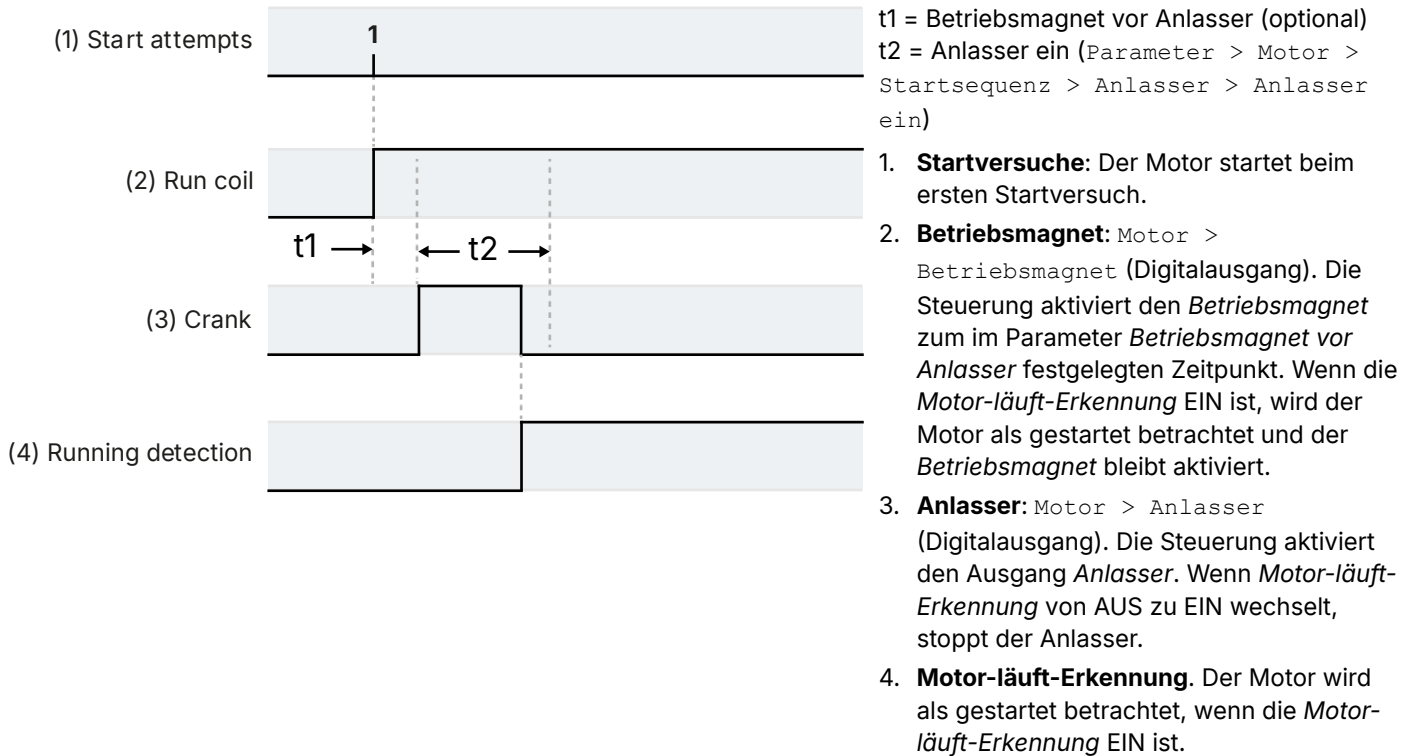 (1) Start attempts
1
(2) Run coil
t1
t2
(3) Crank
(4) Running detection
t1 = Betriebsmagnet vor Anlasser (optional)
t2 = Anlasser ein (Parameter > Motor >
Startsequenz > Anlasser > Anlasser
ein)
1. Startversuche: Der Motor startet beim
ersten Startversuch.
2. Betriebsmagnet: Motor >
Betriebsmagnet (Digitalausgang). Die
Steuerung aktiviert den Betriebsmagnet
zum im Parameter Betriebsmagnet vor
Anlasser festgelegten Zeitpunkt. Wenn die
Motor-läuft-Erkennung EIN ist, wird der
Motor als gestartet betrachtet und der
Betriebsmagnet bleibt aktiviert.
3. Anlasser: Motor > Anlasser
(Digitalausgang). Die Steuerung aktiviert
den Ausgang Anlasser. Wenn Motor-läuft-
Erkennung von AUS zu EIN wechselt,
stoppt der Anlasser.
4. Motor-läuft-Erkennung. Der Motor wird
als gestartet betrachtet, wenn die Motor-
läuft-Erkennung EIN ist.